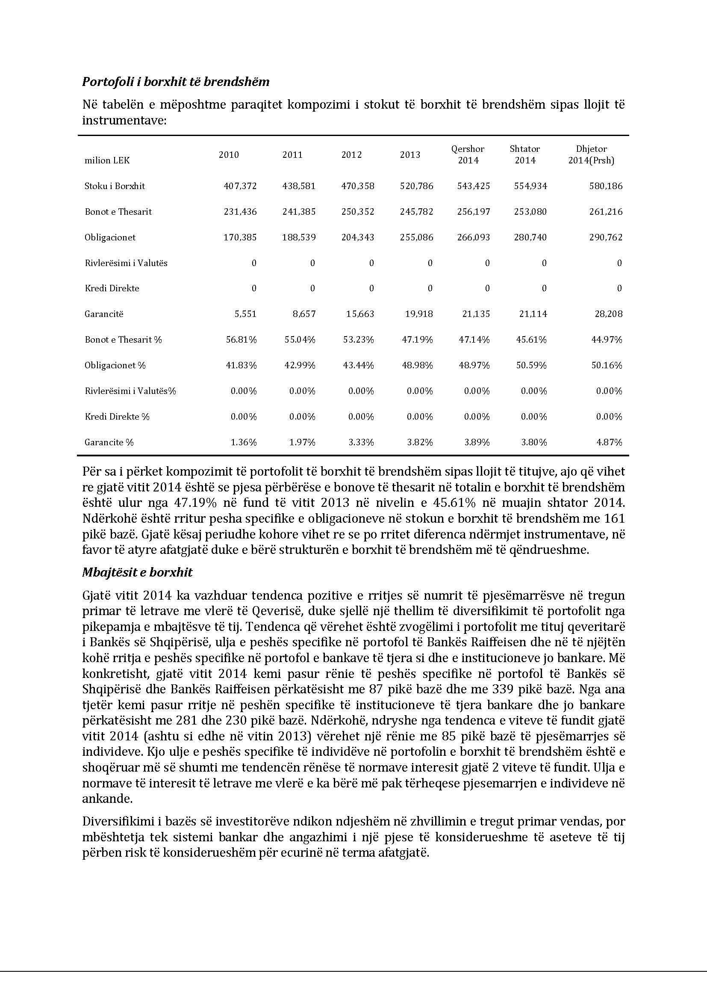 Portofoli i borxhit të brendshëm
Në tabelën e mëposhtme paraqitet kompozimi i stokut të borxhit të brendshëm sipas llojit të
instrumentave:
milion LEK 2010 2011 2012 2013 Qershor 2014 Shtator 2014 Dhjetor 2014(Prsh)
Stoku i Borxhit 407,372 438,581 470,358 520,786 543,425 554,934 580,186
Bonot e Thesarit 231,436 241,385 250,352 245,782 256,197 253,080 261,216
Obligacionet 170,385 188,539 204,343 255,086 266,093 280,740 290,762
Rivlerësimi i Valutës 0 0 0 0 0 0 0
Kredi Direkte 0 0 0 0 0 0 0
Garancitë 5,551 8,657 15,663 19,918 21,135 21,114 28,208
Bonot e Thesarit % 56.81% 55.04% 53.23% 47.19% 47.14% 45.61% 44.97%
Obligacionet % 41.83% 42.99% 43.44% 48.98% 48.97% 50.59% 50.16%
Rivlerësimi i Valutës% 0.00% 0.00% 0.00% 0.00% 0.00% 0.00% 0.00%
Kredi Direkte % 0.00% 0.00% 0.00% 0.00% 0.00% 0.00% 0.00%
Garancite % 1.36% 1.97% 3.33% 3.82% 3.89% 3.80% 4.87%
Për sa i përket kompozimit të portofolit të borxhit të brendshëm sipas llojit të titujve, ajo që vihet
re gjatë vitit 2014 është se pjesa përbërëse e bonove të thesarit në totalin e borxhit të brendshëm
është ulur nga 47.19% në fund të vitit 2013 në nivelin e 45.61% në muajin shtator 2014.
Ndërkohë është rritur pesha specifike e obligacioneve në stokun e borxhit të brendshëm me 161
pikë bazë. Gjatë kësaj periudhe kohore vihet re se po rritet diferenca ndërmjet instrumentave, në
favor të atyre afatgjatë duke e bërë strukturën e borxhit të brendshëm më të qëndrueshme.
Mbajtësit e borxhit
Gjatë vitit 2014 ka vazhduar tendenca pozitive e rritjes së numrit të pjesëmarrësve në tregun
primar të letrave me vlerë të Qeverisë, duke sjellë një thellim të diversifikimit të portofolit nga
pikepamja e mbajtësve të tij. Tendenca që vërehet është zvogëlimi i portofolit me tituj qeveritarë
i Bankës së Shqipërisë, ulja e peshës specifike në portofol të Bankës Raiffeisen dhe në të njëjtën
kohë rritja e peshës specifike në portofol e bankave të tjera si dhe e institucioneve jo bankare. Më
konkretisht, gjatë vitit 2014 kemi pasur rënie të peshës specifike në portofol të Bankës së
Shqipërisë dhe Bankës Raiffeisen përkatësisht me 87 pikë bazë dhe me 339 pikë bazë. Nga ana
tjetër kemi pasur rritje në peshën specifike të institucioneve të tjera bankare dhe jo bankare
përkatësisht me 281 dhe 230 pikë bazë. Ndërkohë, ndryshe nga tendenca e viteve të fundit gjatë
vitit 2014 (ashtu si edhe në vitin 2013) vërehet një rënie me 85 pikë bazë të pjesëmarrjes së
individeve. Kjo ulje e peshës specifike të individëve në portofolin e borxhit të brendshëm është e
shoqëruar më së shumti me tendencën rënëse të normave interesit gjatë 2 viteve të fundit. Ulja e
normave të interesit të letrave me vlerë e ka bërë më pak tërheqese pjesemarrjen e individeve në
ankande.
Diversifikimi i bazës së investitorëve ndikon ndjeshëm në zhvillimin e tregut primar vendas, por
mbështetja tek sistemi bankar dhe angazhimi i një pjese të konsiderueshme të aseteve të tij
përben risk të konsiderueshëm për ecurinë në terma afatgjatë.